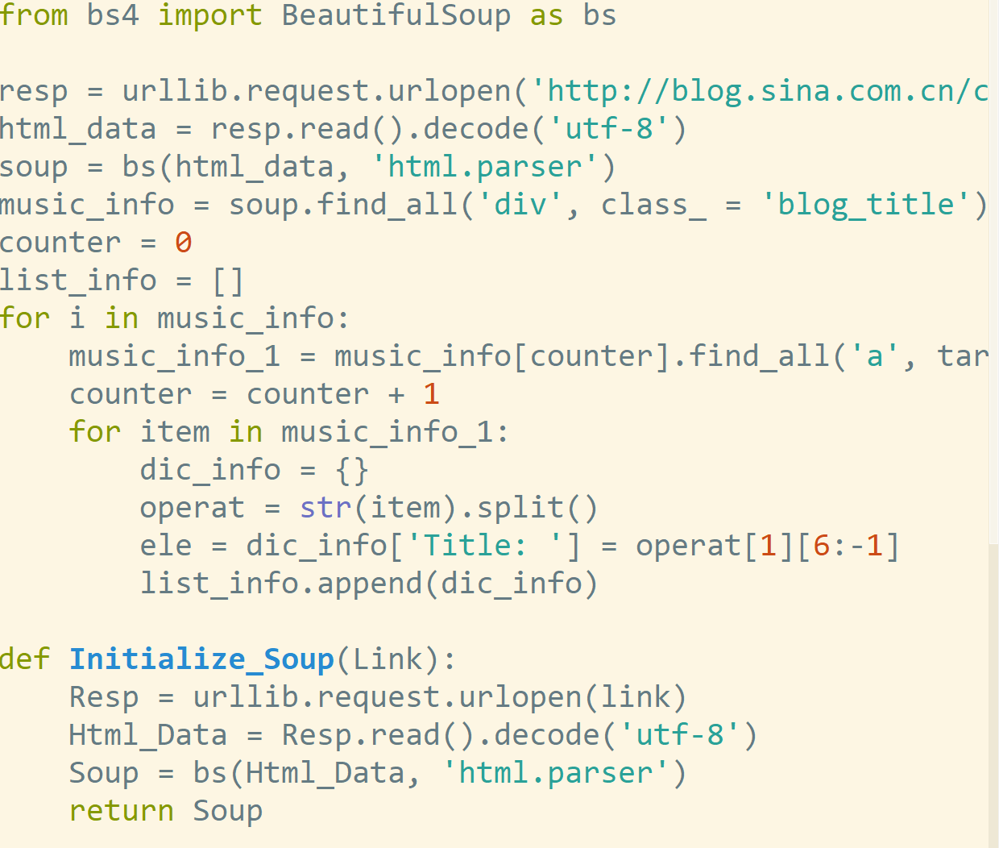 from bs4 import BeautifulSoup as bs
resp = urllib.request.urlopen('http://blog.sina.com.cn/c
html_data = resp.read().decode('utf-8')
soup = bs(html_data, 'html.parser')
music_info = soup.find_all('div', class_ = 'blog_title')
counter = 0
list_info = []
for i in music_info:
    music_info_1 = music_info[counter].find_all('a', tar
    counter = counter + 1
    for item in music_info_1:
        dic_info = {}
        operat = str(item).split()
        ele = dic_info['Title: '] = operat[1][6:-1]
        list_info.append(dic_info)
def Initialize_Soup(Link):
    Resp = urllib.request.urlopen(link)
    Html_Data = Resp.read().decode('utf-8')
    Soup = bs(Html_Data, 'html.parser')
    return Soup